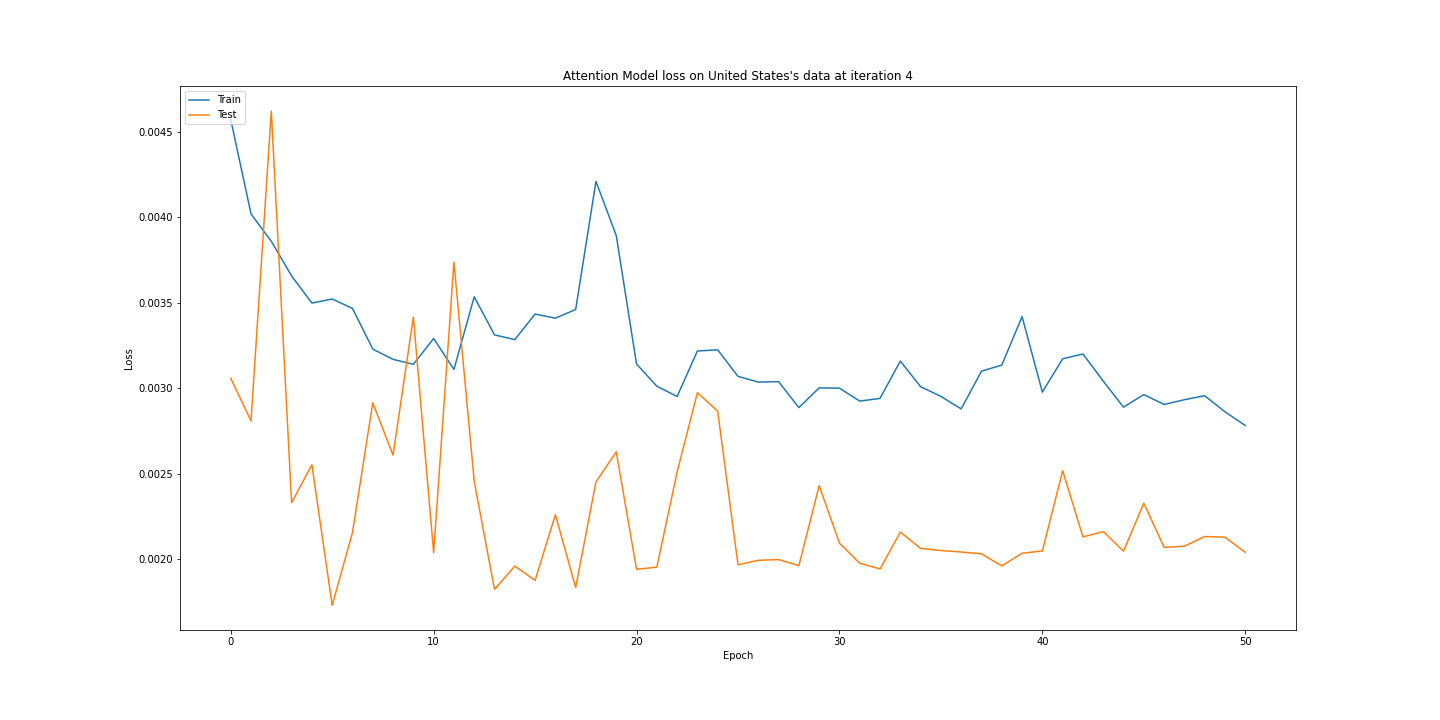 Attention Model loss on United States's data at iteration 4
Train
Test
0.0045
0.0040
0.0035
0.0030
0.0025
0.0020
Loss
0 10 20 30 40 50
Epoch